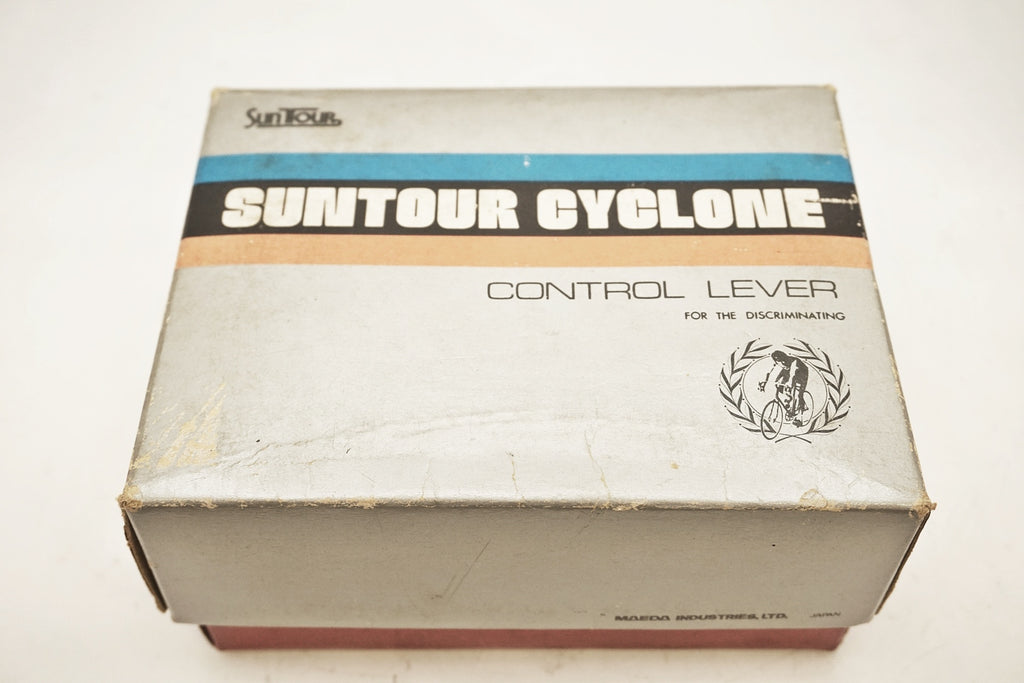 SunTour
SUNTOUR CYCLONE
CONTROL LEVER
FOR THE DISCRIMINATING
MAEDA INDUSTRIES, LTD. JAPAN